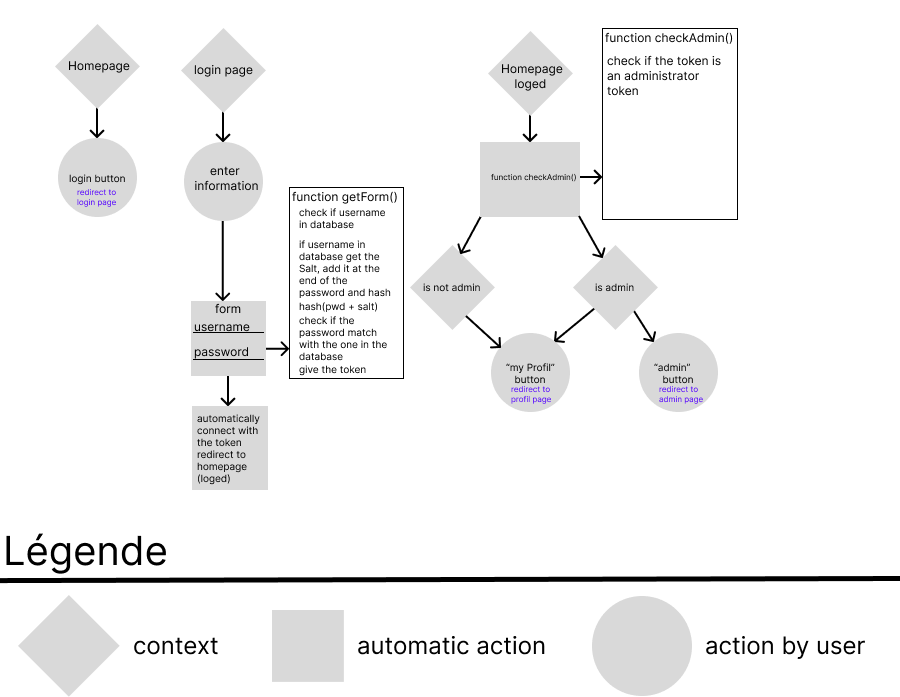 Homepage
login button
redirect to
login page
login page
enter
information
form
username
password
automatically
connect with
the token
redirect to
homepage
(loged)
function getForm()
check if username
in database
if username in
database get the
Salt, add it at the
end of the
password and hash
hash(pwd + salt)
check if the
password match
with the one in the
database
give the token
Homepage
loged
function checkAdmin()
function checkAdmin()
check if the token is
an administrator
token
is not admin
is admin
“my Profil”
button
redirect to
profil page
“admin”
button
redirect to
admin page
Légende
context
automatic action
action by user